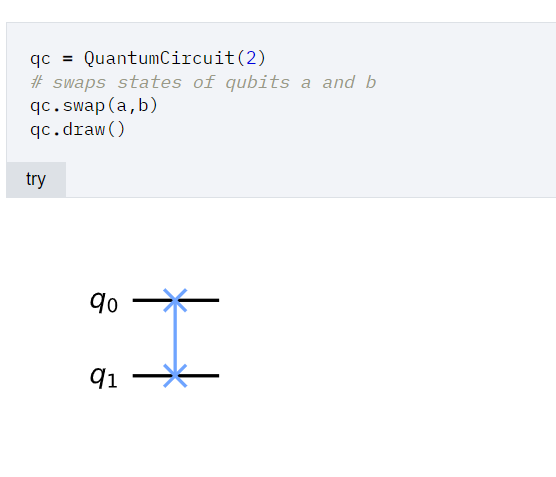 qc = QuantumCircuit(2)
# swaps states of qubits a and b
qc.swap(a,b)
qc.draw()
try
q0
q1